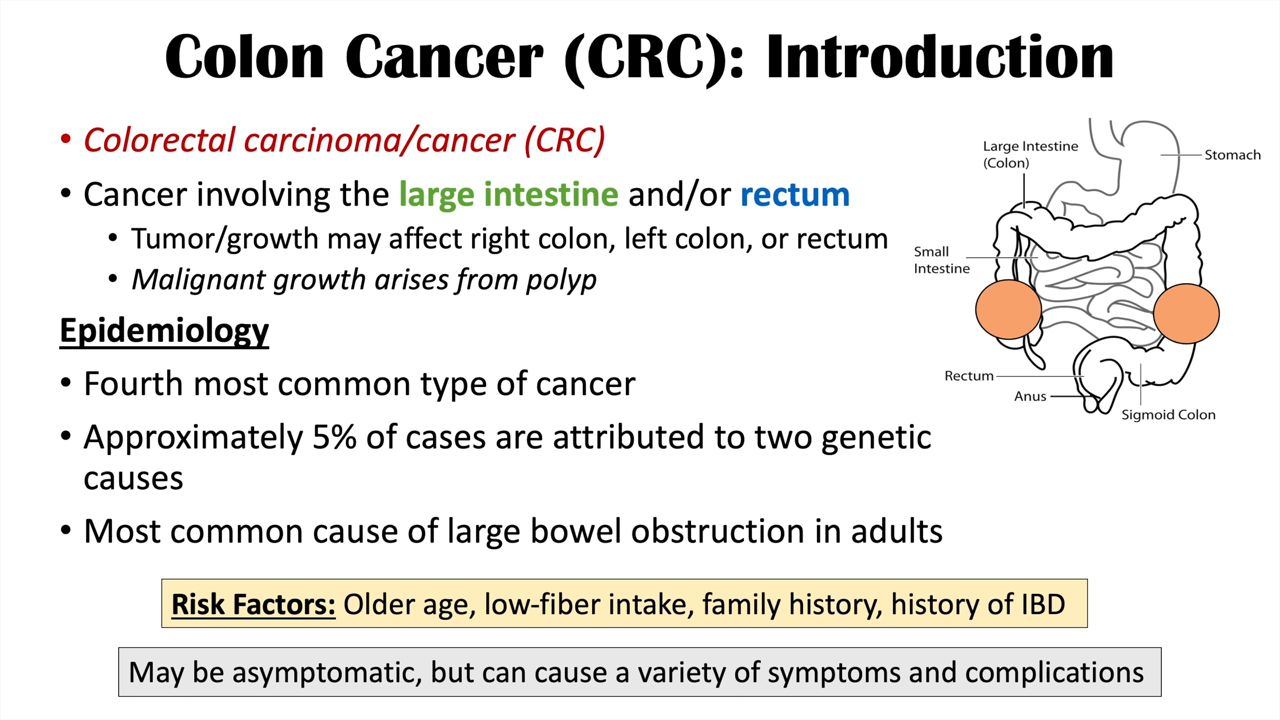 Colon Cancer (CRC): Introduction
• Colorectal carcinoma/cancer (CRC)
• Cancer involving the large intestine and/or rectum
• Tumor/growth may affect right colon, left colon, or rectum
• Malignant growth arises from polyp
Epidemiology
• Fourth most common type of cancer
• Approximately 5% of cases are attributed to two genetic
causes
• Most common cause of large bowel obstruction in adults
Risk Factors: Older age, low-fiber intake, family history, history of IBD
May be asymptomatic, but can cause a variety of symptoms and complications
Large Intestine
(Colon)
Stomach
Small
Intestine
Rectum
Anus
Sigmoid Colon